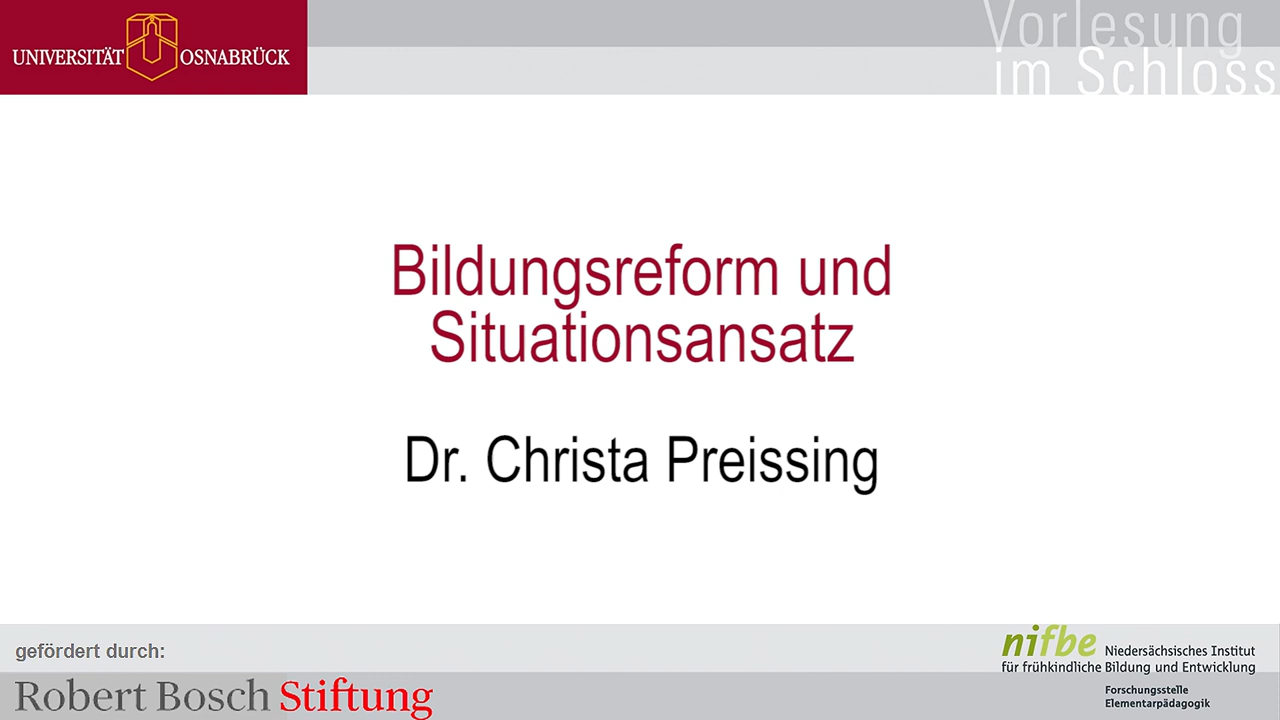 UNIVERSITÄT OSNABRÜCK
Vorlesung
im Schloss
Bildungsreform und
Situationsansatz
Dr. Christa Preissing
gefördert durch:
Robert Bosch Stiftung
nifbe Niedersächsisches Institut
für frühkindliche Bildung und Entwicklung
Forschungsstelle
Elementarpädagogik